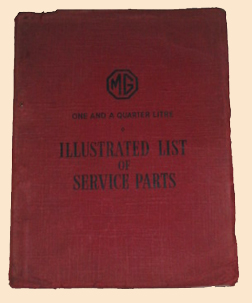 MG
ONE AND A QUARTER LITRE
ILLUSTRATED LIST
OF
SERVICE PARTS